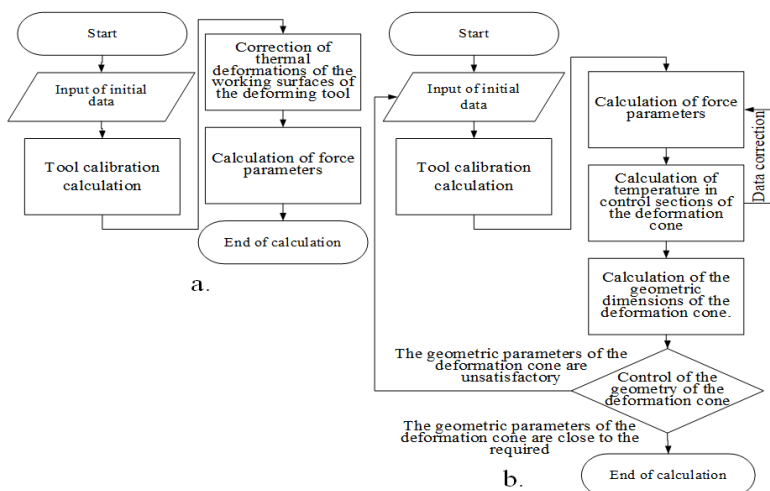 Start
Input of initial
data
Tool calibration
calculation
Correction of
thermal
deformations of the
working surfaces
of the deforming tool
Calculation of force
parameters
End of calculation
a.
Start
Input of initial
data
Tool calibration
calculation
Calculation of force
parameters
Data correction
Calculation of
temperature in
control sections of
the deformation
cone
Calculation of the
geometric
dimensions of the
deformation cone.
The geometric parameters of the
deformation cone are
unsatisfactory
Control of the
geometry of the
deformation cone
The geometric parameters of the
deformation cone are close to the
required
End of calculation
b.